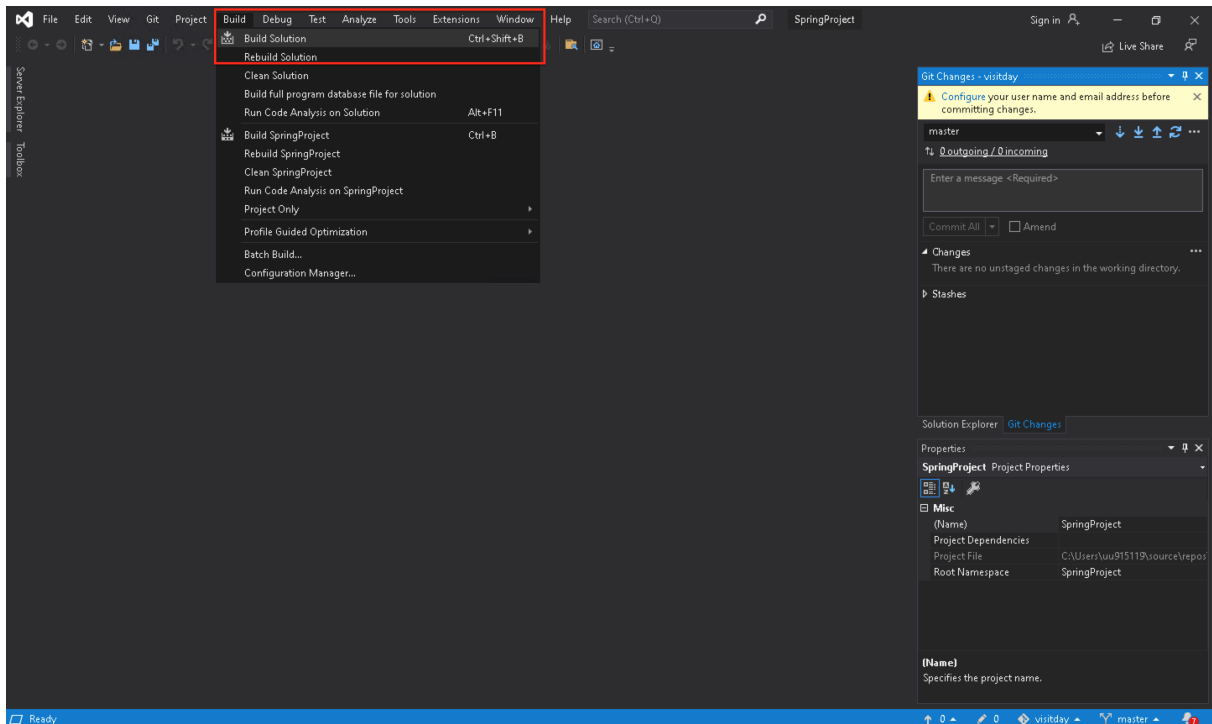 File Edit View Git Project Build Debug Test Analyze Tools Extensions Window Help Search (Ctrl+Q) SpringProject Sign in
Live Share
Server Explorer
Toolbox
Build Solution Ctrl+Shift+B
Rebuild Solution
Clean Solution
Build full program database file for solution
Run Code Analysis on Solution Alt+F11
Build SpringProject Ctrl+B
Rebuild SpringProject
Clean SpringProject
Run Code Analysis on SpringProject
Project Only
Profile Guided Optimization
Batch Build...
Configuration Manager...
Git Changes - visitday
Configure your user name and email address before
committing changes.
master
0 outgoing / 0 incoming
Enter a message <Required>
Commit All Amend
Changes
There are no unstaged changes in the working directory.
Stashes
Solution Explorer Git Changes
Properties
SpringProject Project Properties
Misc
(Name) SpringProject
Project Dependencies
Project File C:\Users\uu915119\source\repos
Root Namespace SpringProject
(Name)
Specifies the project name.
Ready 0 0 visitday master 7